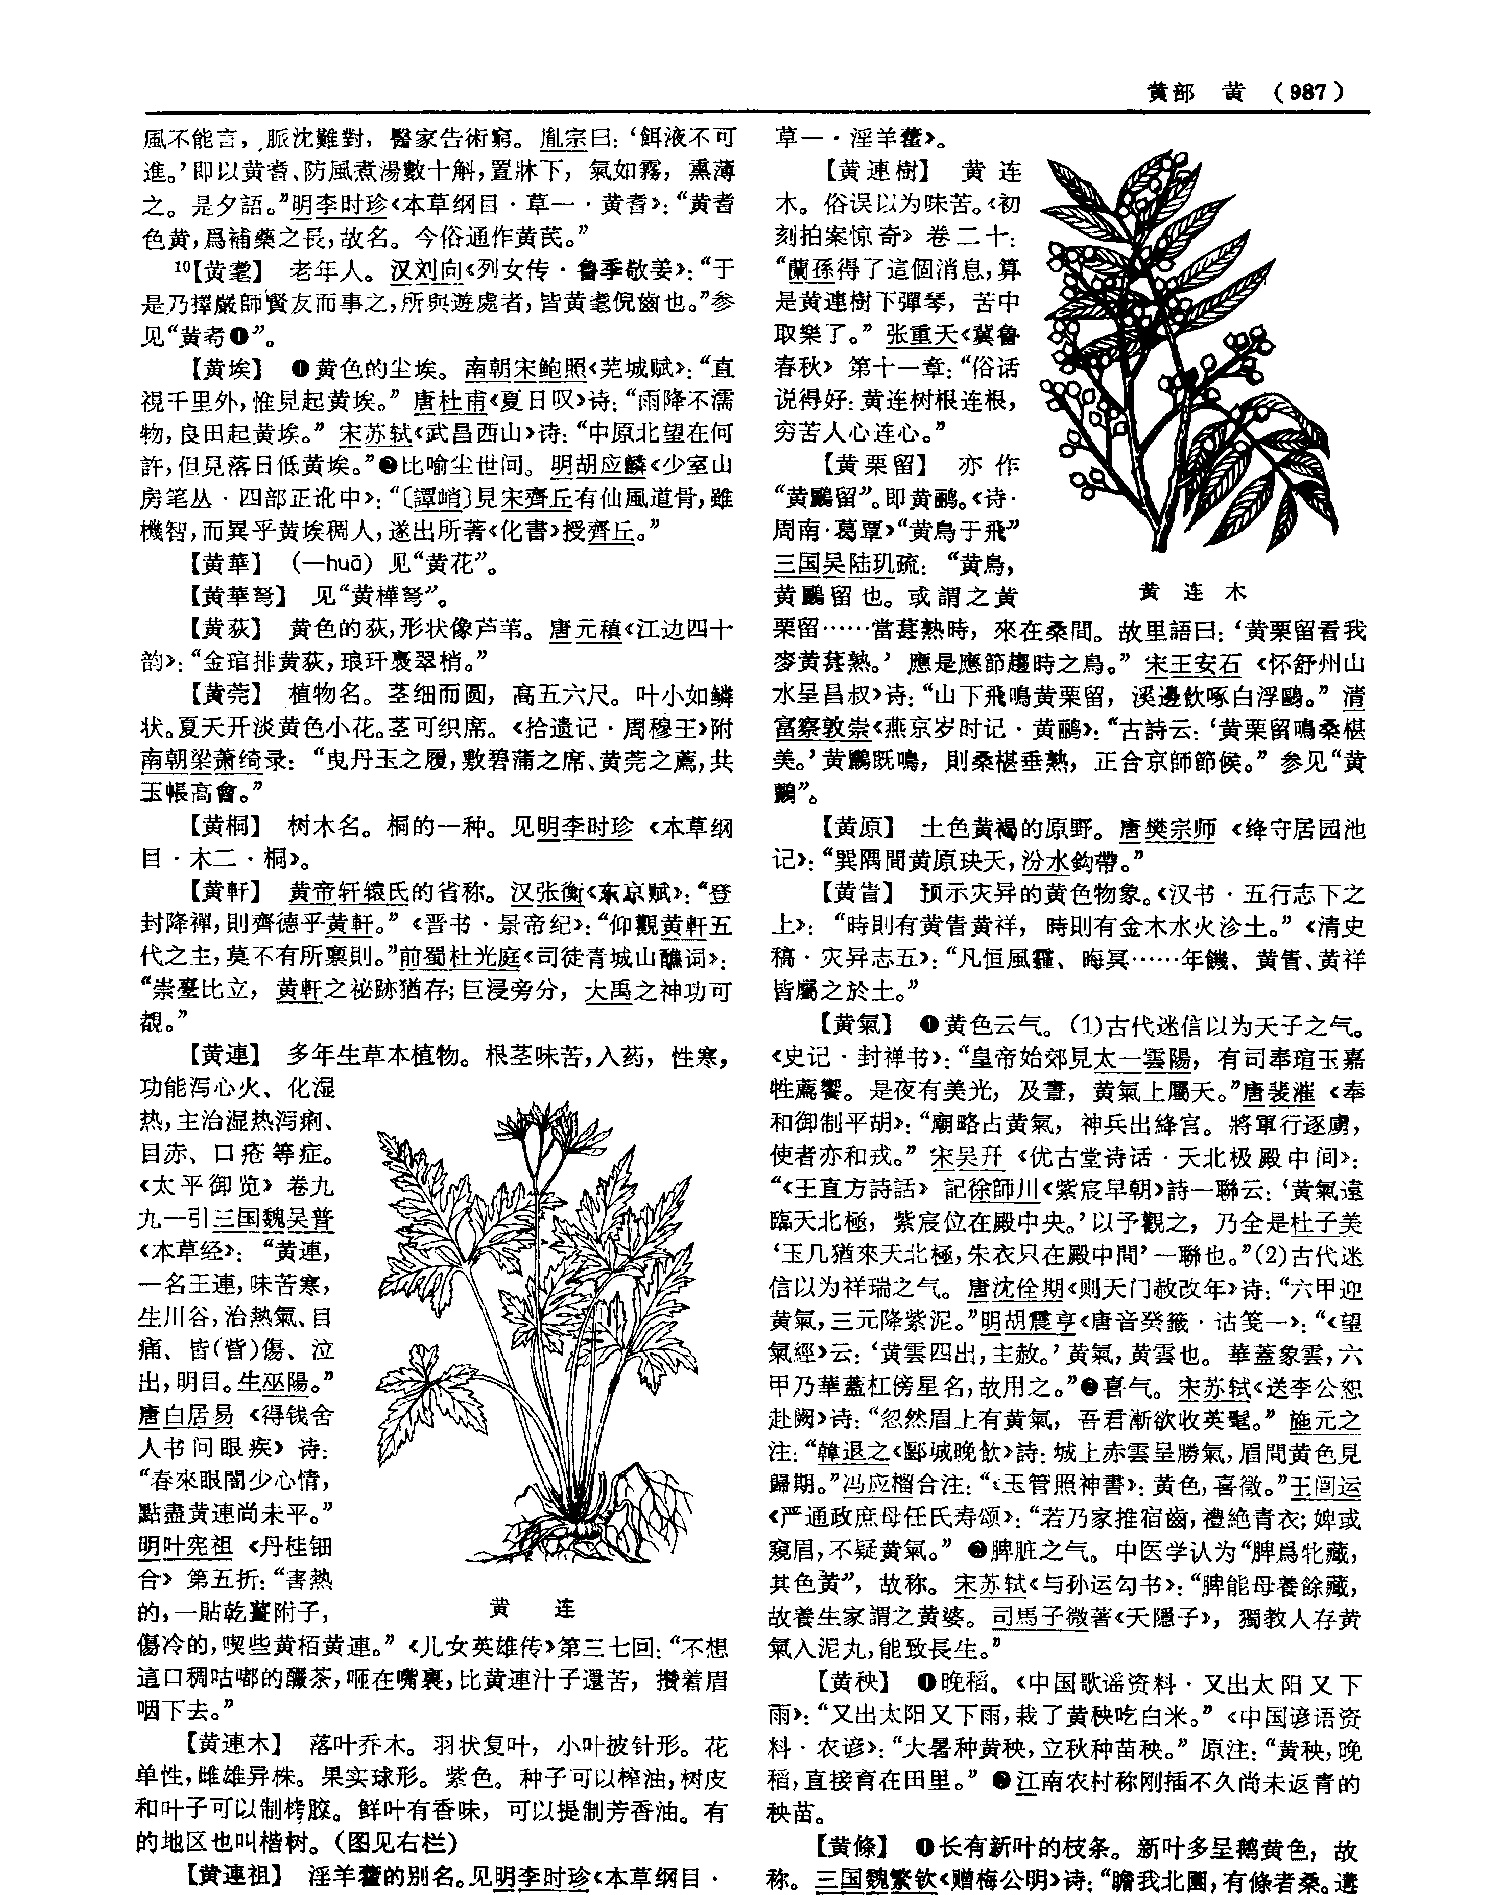 黄部　黄　（987）
風不能言，脈沈難對，醫家告術窮。胤宗曰：‘餌液不可
進。’即以黄耆、防風煮湯數十斛，置牀下，氣如霧，熏薄
之。是夕語。”明李时珍《本草纲目·草一·黄耆》：“黄耆
色黄，爲補藥之長，故名。今俗通作黄芪。”
10【黄耄】　老年人。汉刘向《列女传·鲁季敬姜》：“于
是乃擇嚴師賢友而事之，所與遊處者，皆黄耄倪齒也。”参
见“黄耇❶”。
【黄埃】　❶黄色的尘埃。南朝宋鲍照《芜城赋》：“直
視千里外，惟見起黄埃。”唐杜甫《夏日叹》诗：“雨降不濡
物，良田起黄埃。”宋苏轼《武昌西山》诗：“中原北望在何
許，但見落日低黄埃。”❷比喻尘世间。明胡应麟《少室山
房笔丛·四部正讹中》：“〔譚峭〕見宋齊丘有仙風道骨，雖
機智，而異乎黄埃稠人，遂出所著《化書》授齊丘。”
【黄華】　（—huā）见“黄花”。
【黄華弩】　见“黄樺弩”。
【黄荻】　黄色的荻，形状像芦苇。唐元稹《江边四十
韵》：“金琯排黄荻，琅玕裊翠梢。”
【黄莞】　植物名。茎细而圆，高五六尺。叶小如鳞
状。夏天开淡黄色小花。茎可织席。《拾遗记·周穆王》附
南朝梁萧绮录：“曳丹玉之履，敷碧蒲之席、黄莞之薦，共
玉帳高會。”
【黄桐】　树木名。桐的一种。见明李时珍《本草纲
目·木二·桐》。
【黄軒】　黄帝轩辕氏的省称。汉张衡《东京赋》：“登
封降禪，則齊德乎黄軒。”《晋书·景帝纪》：“仰觀黄軒五
代之主，莫不有所禀則。”前蜀杜光庭《司徒青城山醮词》：
“崇臺比立，黄軒之祕跡猶存；巨浸旁分，大禹之神功可
覩。”
【黄連】　多年生草本植物。根茎味苦，入药，性寒，
功能泻心火、化湿
热，主治湿热泻痢、
目赤、口疮等症。
《太平御览》卷九
九一引三国魏吴普
《本草经》：“黄連，
一名王連，味苦寒，
生川谷，治熱氣、目
痛、眥(眥)傷、泣
出，明目。生巫陽。”
唐白居易《得钱舍
人书问眼疾》诗：
“春來眼闇少心情，
點盡黄連尚未平。”
明叶宪祖《丹桂钿
合》第五折：“害熱
的，一貼乾薑附子，
傷冷的，喫些黄栢黄連。”《儿女英雄传》第三七回：“不想
這口稠咕嘟的釅茶，咂在嘴裏，比黄連汁子還苦，攢着眉
咽下去。”
黄　连
【黄連木】　落叶乔木。羽状复叶，小叶披针形。花
单性，雌雄异株。果实球形。紫色。种子可以榨油，树皮
和叶子可以制栲胶。鲜叶有香味，可以提制芳香油。有
的地区也叫楷树。（图见右栏）
【黄連祖】　淫羊藿的别名。见明李时珍《本草纲目·
草一·淫羊藿》。
【黄連樹】　黄连
木。俗误以为味苦。《初
刻拍案惊奇》卷二十：
“蘭孫得了這個消息，算
是黄連樹下彈琴，苦中
取樂了。”张重天《冀鲁
春秋》第十一章：“俗话
说得好：黄连树根连根，
穷苦人心连心。”
【黄栗留】　亦作
“黄鸝留”。即黄鹂。《诗·
周南·葛覃》“黄鳥于飛”
三国吴陆玑疏：“黄鳥，
黄鸝留也。或謂之黄
栗留……當葚熟時，來在桑間。故里語曰：‘黄栗留看我
麥黄葚熟。’應是應節趨時之鳥。”宋王安石《怀舒州山
水呈昌叔》诗：“山下飛鳴黄栗留，溪邊飲啄白浮鷗。”清
富察敦崇《燕京岁时记·黄鹂》：“古詩云：‘黄栗留鳴桑椹
美。’黄鸝既鳴，則桑椹垂熟，正合京師節候。”参见“黄
鸝”。
黄　连　木
【黄原】　土色黄褐的原野。唐樊宗师《绛守居园池
记》：“巽隅間黄原玦天，汾水鈎帶。”
【黄眚】　预示灾异的黄色物象。《汉书·五行志下之
上》：“時則有黄眚黄祥，時則有金木水火沴土。”《清史
稿·灾异志五》：“凡恒風霾、晦冥……年饑、黄眚、黄祥
皆屬之於土。”
【黄氣】　❶黄色云气。(1)古代迷信以为天子之气。
《史记·封禅书》：“皇帝始郊見太一雲陽，有司奉瑄玉嘉
牲薦饗。是夜有美光，及晝，黄氣上屬天。”唐裴漼《奉
和御制平胡》：“廟略占黄氣，神兵出絳宫。將軍行逐虜，
使者亦和戎。”宋吴幵《优古堂诗话·天北极殿中间》：
“《王直方詩話》記徐師川《紫宸早朝》詩一聯云：‘黄氣遠
臨天北極，紫宸位在殿中央。’以予觀之，乃全是杜子美
‘玉几猶來天北極，朱衣只在殿中間’一聯也。”(2)古代迷
信以为祥瑞之气。唐沈佺期《则天门赦改年》诗：“六甲迎
黄氣，三元降紫泥。”明胡震亨《唐音癸籤·诂笺一》：“《望
氣經》云：‘黄雲四出，主赦。’黄氣，黄雲也。華蓋象雲，六
甲乃華蓋杠傍星名，故用之。”❷喜气。宋苏轼《送李公恕
赴阙》诗：“忽然眉上有黄氣，吾君漸欲收英髦。”施元之
注：“韓退之《郾城晚飲》詩：城上赤雲呈勝氣，眉間黄色見
歸期。”冯应榴合注：“《玉管照神書》：黄色，喜徵。”王闿运
《严通政庶母任氏寿颂》：“若乃家推宿齒，禮絶青衣；婢或
窺眉，不疑黄氣。”❸脾脏之气。中医学认为“脾爲牝藏，
其色黄”，故称。宋苏轼《与孙运勾书》：“脾能母養餘藏，
故養生家謂之黄婆。司馬子微著《天隱子》，獨教人存黄
氣入泥丸，能致長生。”
【黄秧】　❶晚稻。《中国歌谣资料·又出太阳又下
雨》：“又出太阳又下雨，栽了黄秧吃白米。”《中国谚语资
料·农谚》：“大暑种黄秧，立秋种苗秧。”原注：“黄秧，晚
稻，直接育在田里。”❷江南农村称刚插不久尚未返青的
秧苗。
【黄條】　❶长有新叶的枝条。新叶多呈鹅黄色，故
称。三国魏繁钦《赠梅公明》诗：“瞻我北園，有條者桑。遘